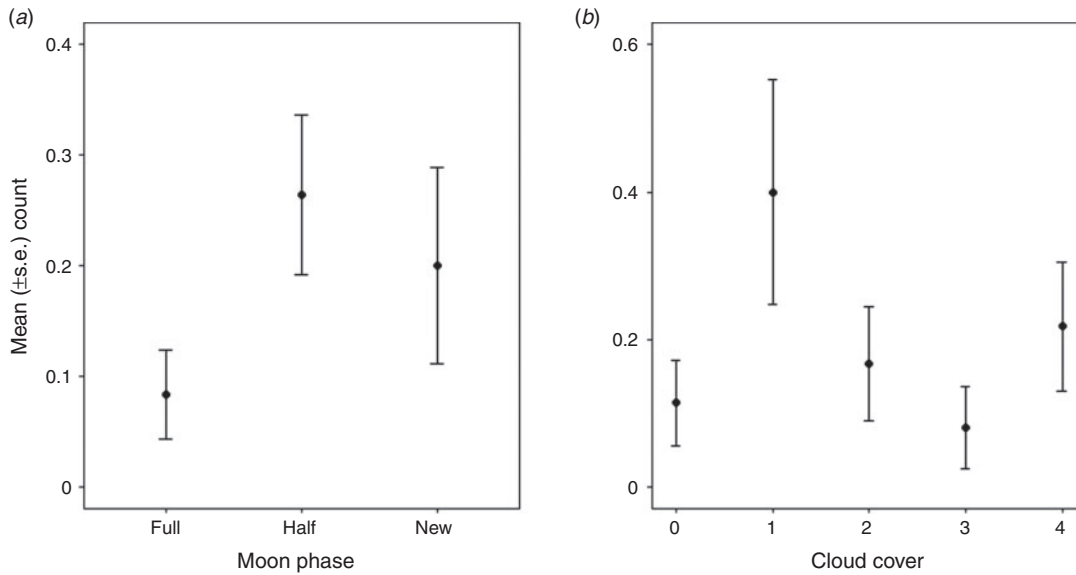 (a)
0.4
0.3
0.2
0.1
0
Mean (±s.e.) count
Full Half New
Moon phase
(b)
0.6
0.4
0.2
0
0 1 2 3 4
Cloud cover